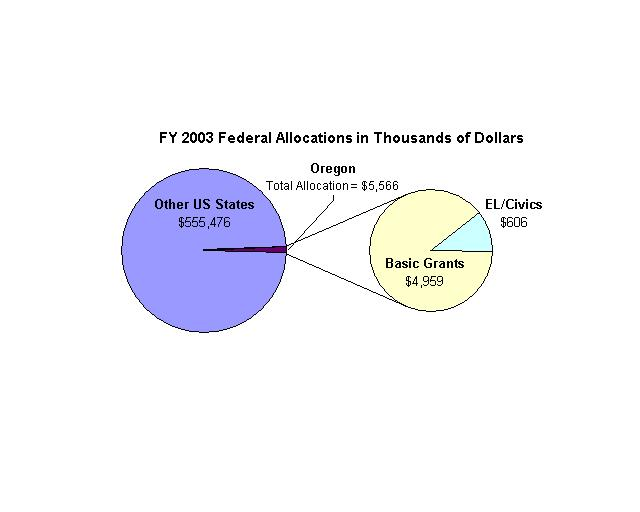 FY 2003 Federal Allocations in Thousands of Dollars
Oregon
Total Allocation = $5,566
Other US States
$555,476
EL/Civics
$606
Basic Grants
$4,959